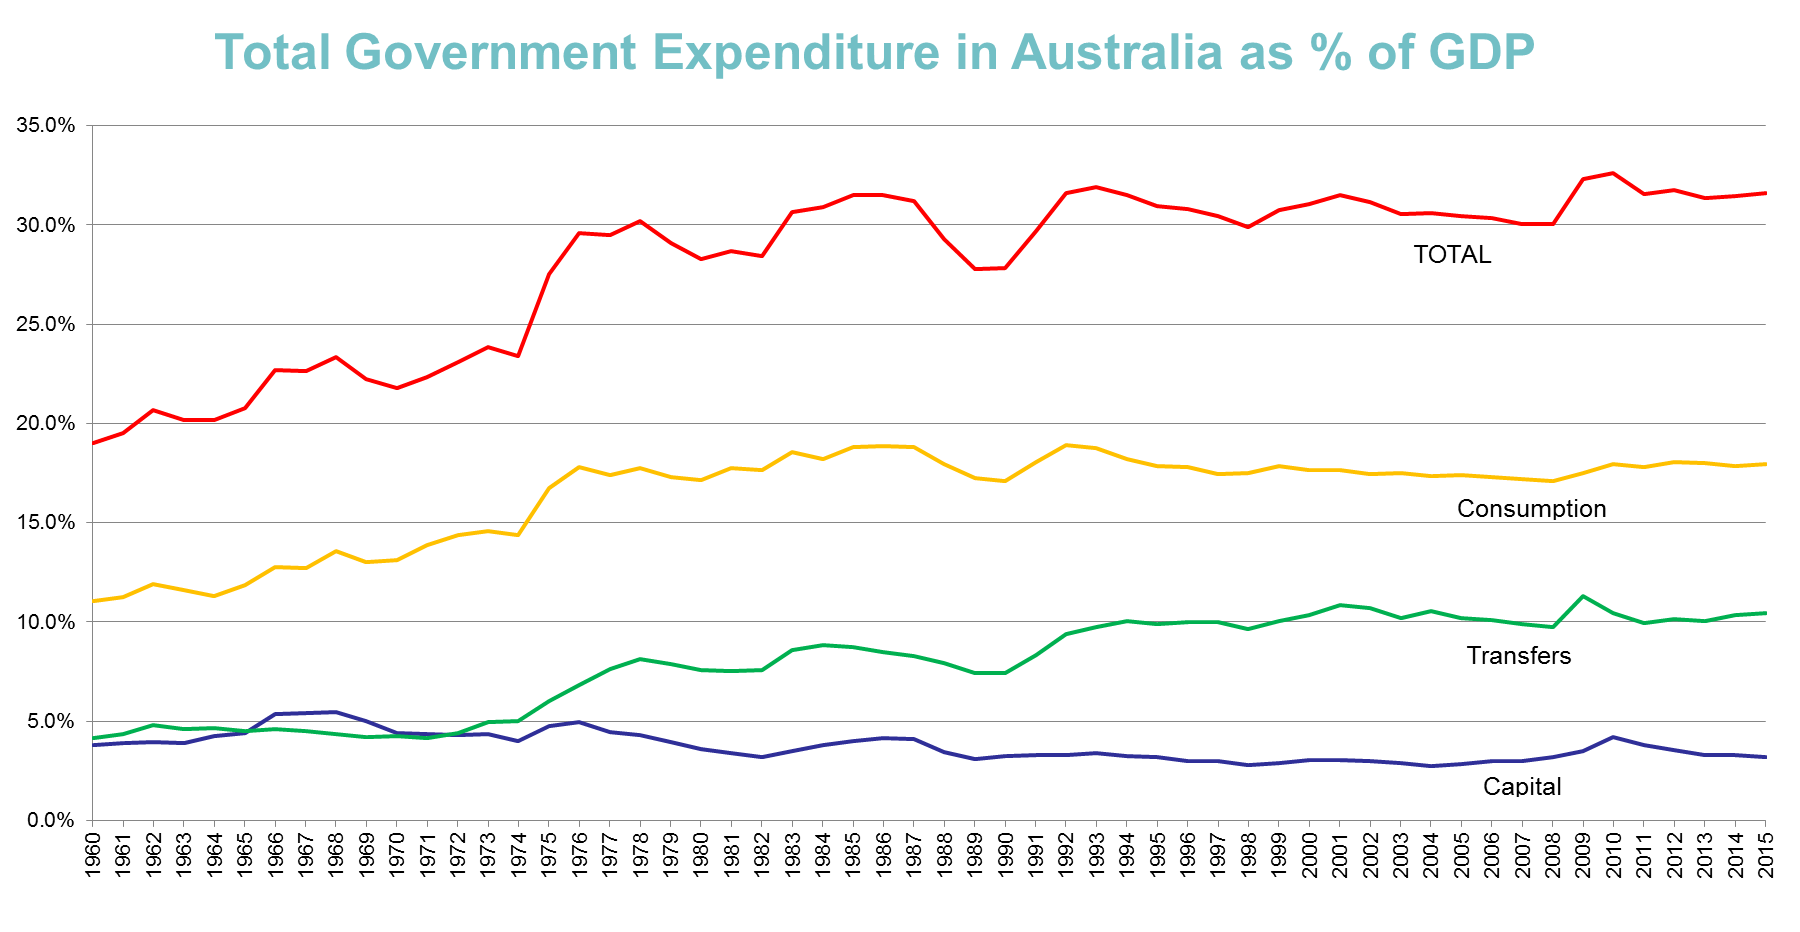 Total Government Expenditure in Australia as % of GDP
35.0%
30.0%
TOTAL
25.0%
20.0%
Consumption
15.0%
10.0%
Transfers
5.0%
Capital
0.0%
1960 1961 1962 1963 1964 1965 1966 1967 1968 1969 1970 1971 1972 1973 1974 1975 1976 1977 1978 1979 1980 1981 1982 1983 1984 1985 1986 1987 1988 1989 1990 1991 1992 1993 1994 1995 1996 1997 1998 1999 2000 2001 2002 2003 2004 2005 2006 2007 2008 2009 2010 2011 2012 2013 2014 2015